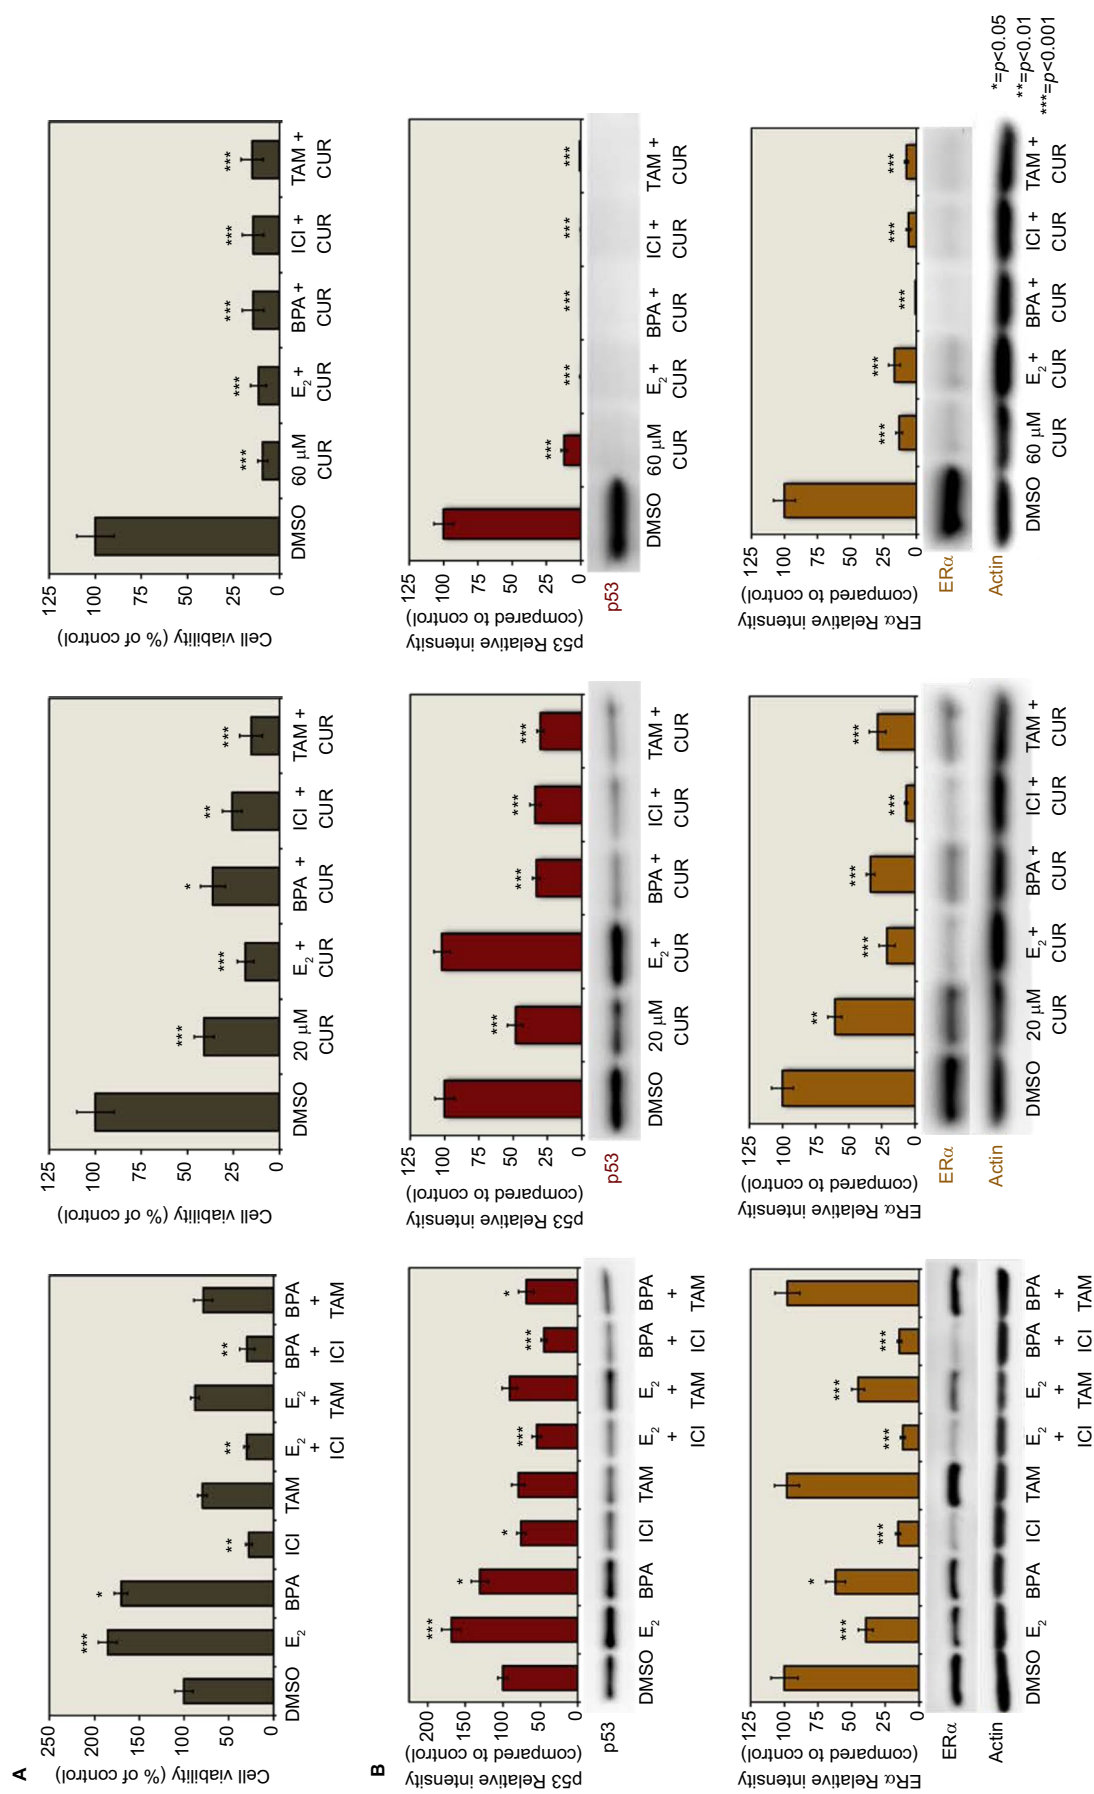 A
250
200
150
100
50
0
Cell viability (% of control)
***
*
**
**
**
DMSO E2 BPA ICI TAM E2 + ICI E2 + TAM BPA + ICI BPA + TAM
125
100
75
50
25
0
Cell viability (% of control)
***
***
*
**
***
DMSO 20 µM CUR E2 + CUR BPA + CUR ICI + CUR TAM + CUR
125
100
75
50
25
0
Cell viability (% of control)
***
***
***
***
***
DMSO 60 µM CUR E2 + CUR BPA + CUR ICI + CUR TAM + CUR
B
200
150
100
50
0
p53 Relative intensity
(compared to control)
***
*
*
***
***
*
p53
DMSO E2 BPA ICI TAM E2 + ICI E2 + TAM BPA + ICI BPA + TAM
125
100
75
50
25
0
p53 Relative intensity
(compared to control)
***
***
***
***
p53
DMSO 20 µM CUR E2 + CUR BPA + CUR ICI + CUR TAM + CUR
125
100
75
50
25
0
p53 Relative intensity
(compared to control)
***
***
***
***
***
p53
DMSO 60 µM CUR E2 + CUR BPA + CUR ICI + CUR TAM + CUR
125
100
75
50
25
0
ERα Relative intensity
(compared to control)
***
*
***
***
***
***
ERα
Actin
DMSO E2 BPA ICI TAM E2 + ICI E2 + TAM BPA + ICI BPA + TAM
125
100
75
50
25
0
ERα Relative intensity
(compared to control)
**
***
***
***
***
ERα
Actin
DMSO 20 µM CUR E2 + CUR BPA + CUR ICI + CUR TAM + CUR
125
100
75
50
25
0
ERα Relative intensity
(compared to control)
***
***
***
***
***
ERα
Actin
DMSO 60 µM CUR E2 + CUR BPA + CUR ICI + CUR TAM + CUR
*=p<0.05
**=p<0.01
***=p<0.001